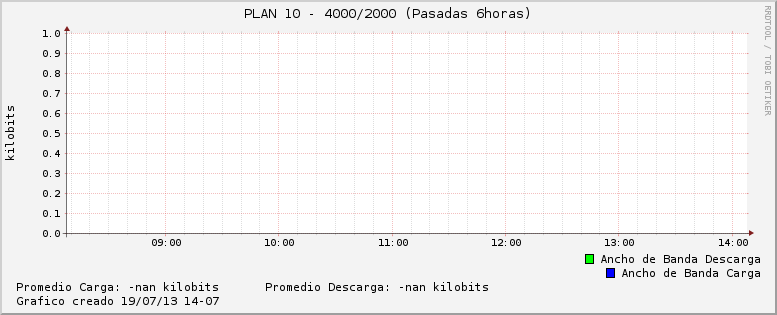 PLAN 10 - 4000/2000 (Pasadas 6horas)
RRDTOOL / TOBI OETIKER
kilobits
1.0
0.9
0.8
0.7
0.6
0.5
0.4
0.3
0.2
0.1
0.0
09:00 10:00 11:00 12:00 13:00 14:00
Ancho de Banda Descarga
Ancho de Banda Carga
Promedio Carga: -nan kilobits Promedio Descarga: -nan kilobits
Grafico creado 19/07/13 14-07